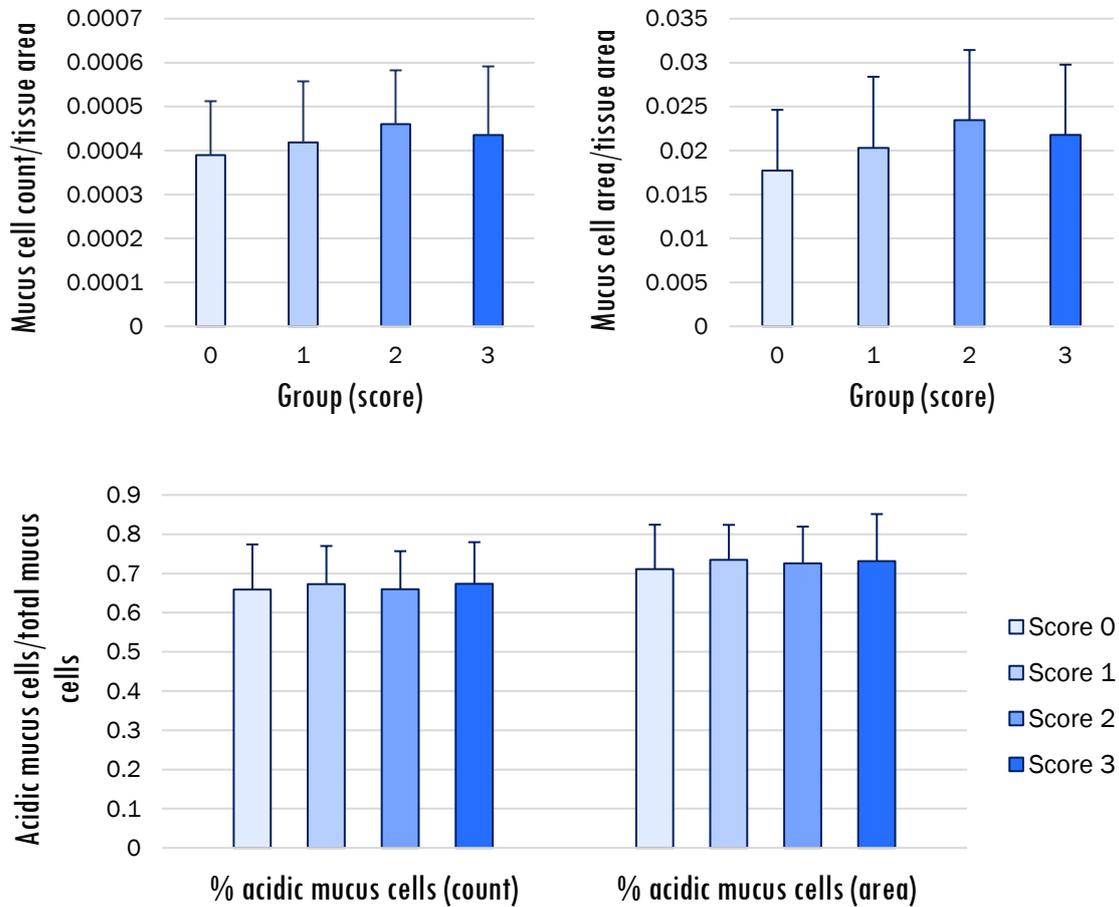 Mucus cell count/tissue area
0.0007
0.0006
0.0005
0.0004
0.0003
0.0002
0.0001
0
0 1 2 3
Group (score)
Mucus cell area/tissue area
0.035
0.03
0.025
0.02
0.015
0.01
0.005
0
0 1 2 3
Group (score)
Acidic mucus cells/total mucus
cells
0.9
0.8
0.7
0.6
0.5
0.4
0.3
0.2
0.1
0
% acidic mucus cells (count)
% acidic mucus cells (area)
Score 0
Score 1
Score 2
Score 3